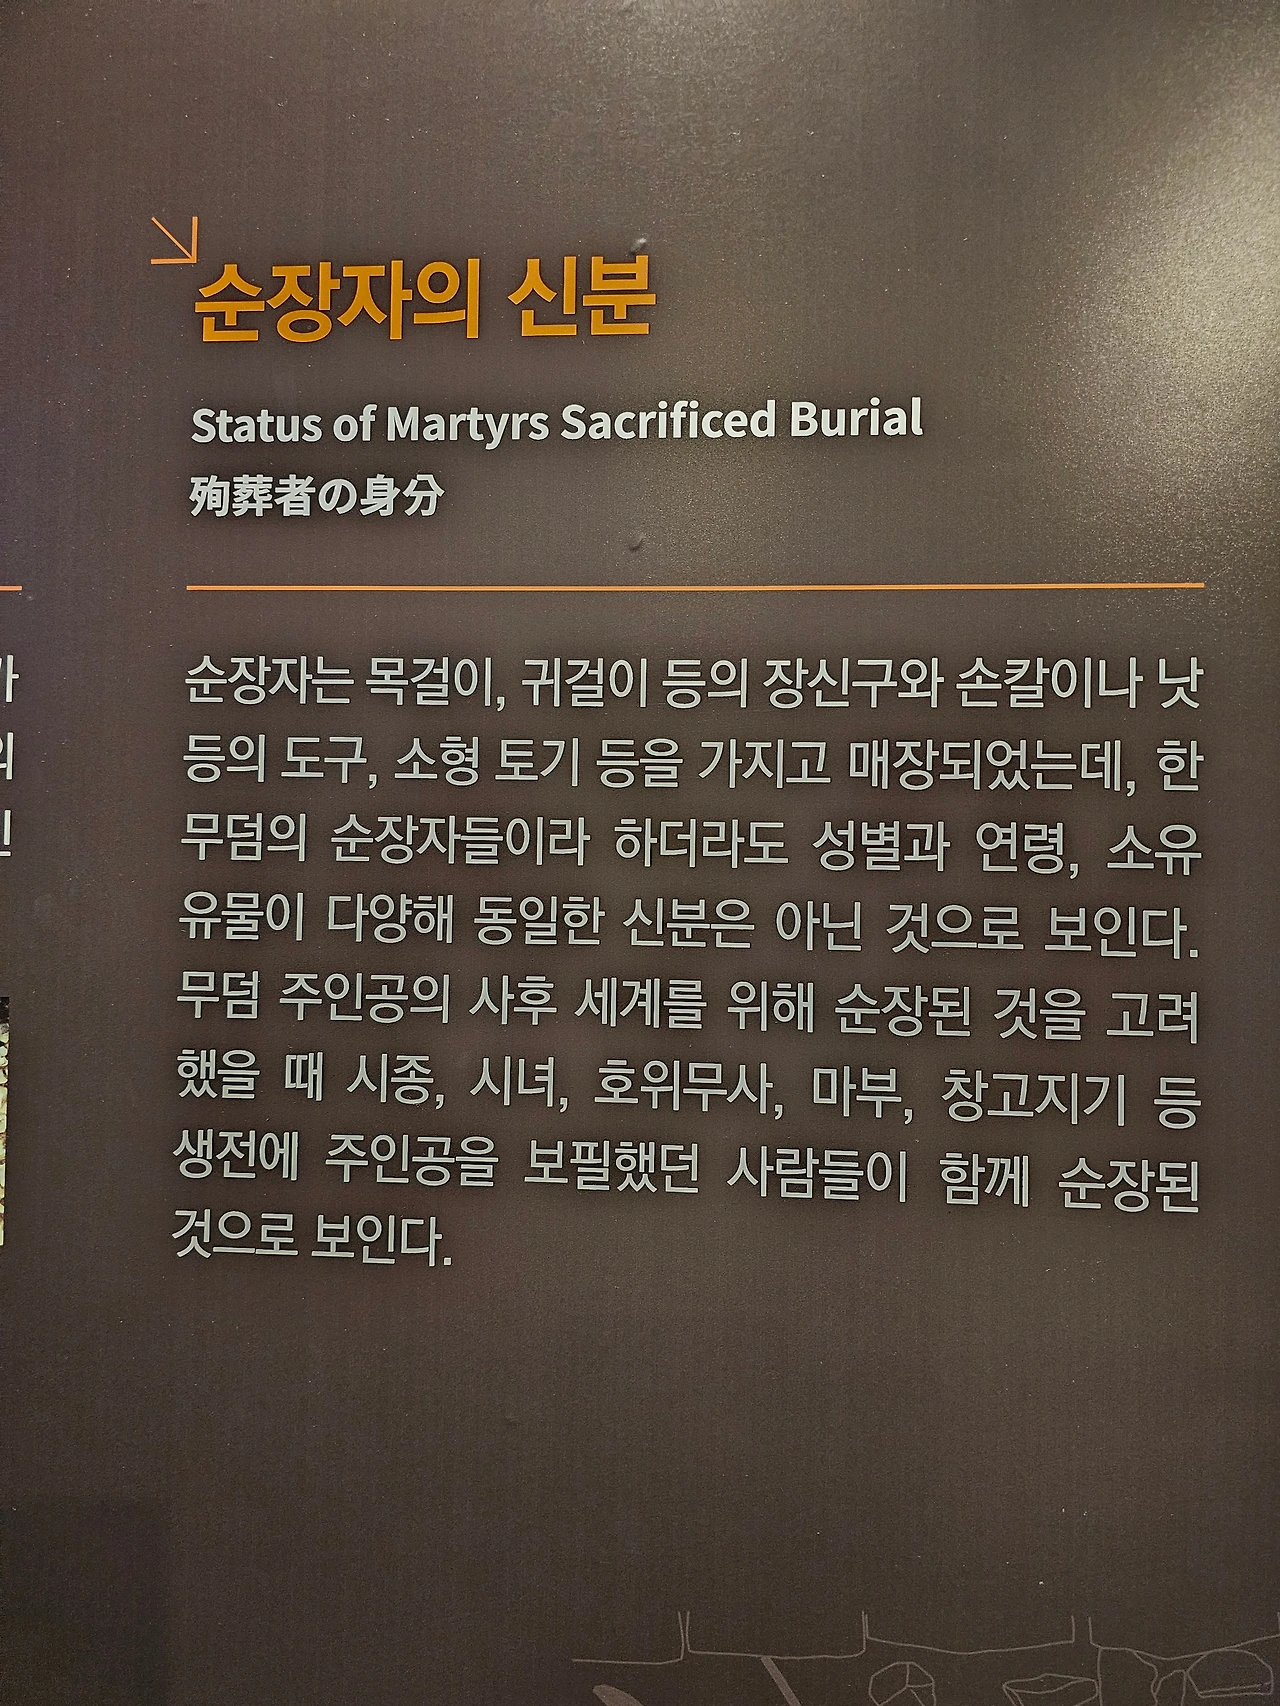 순장자의 신분
Status of Martyrs Sacrificed Burial
殉葬者の身分
순장자는 목걸이, 귀걸이 등의 장신구와 손칼이나 낫
등의 도구, 소형 토기 등을 가지고 매장되었는데, 한
무덤의 순장자들이라 하더라도 성별과 연령, 소유
유물이 다양해 동일한 신분은 아닌 것으로 보인다.
무덤 주인공의 사후 세계를 위해 순장된 것을 고려
했을 때 시종, 시녀, 호위무사, 마부, 창고지기 등
생전에 주인공을 보필했던 사람들이 함께 순장된
것으로 보인다.